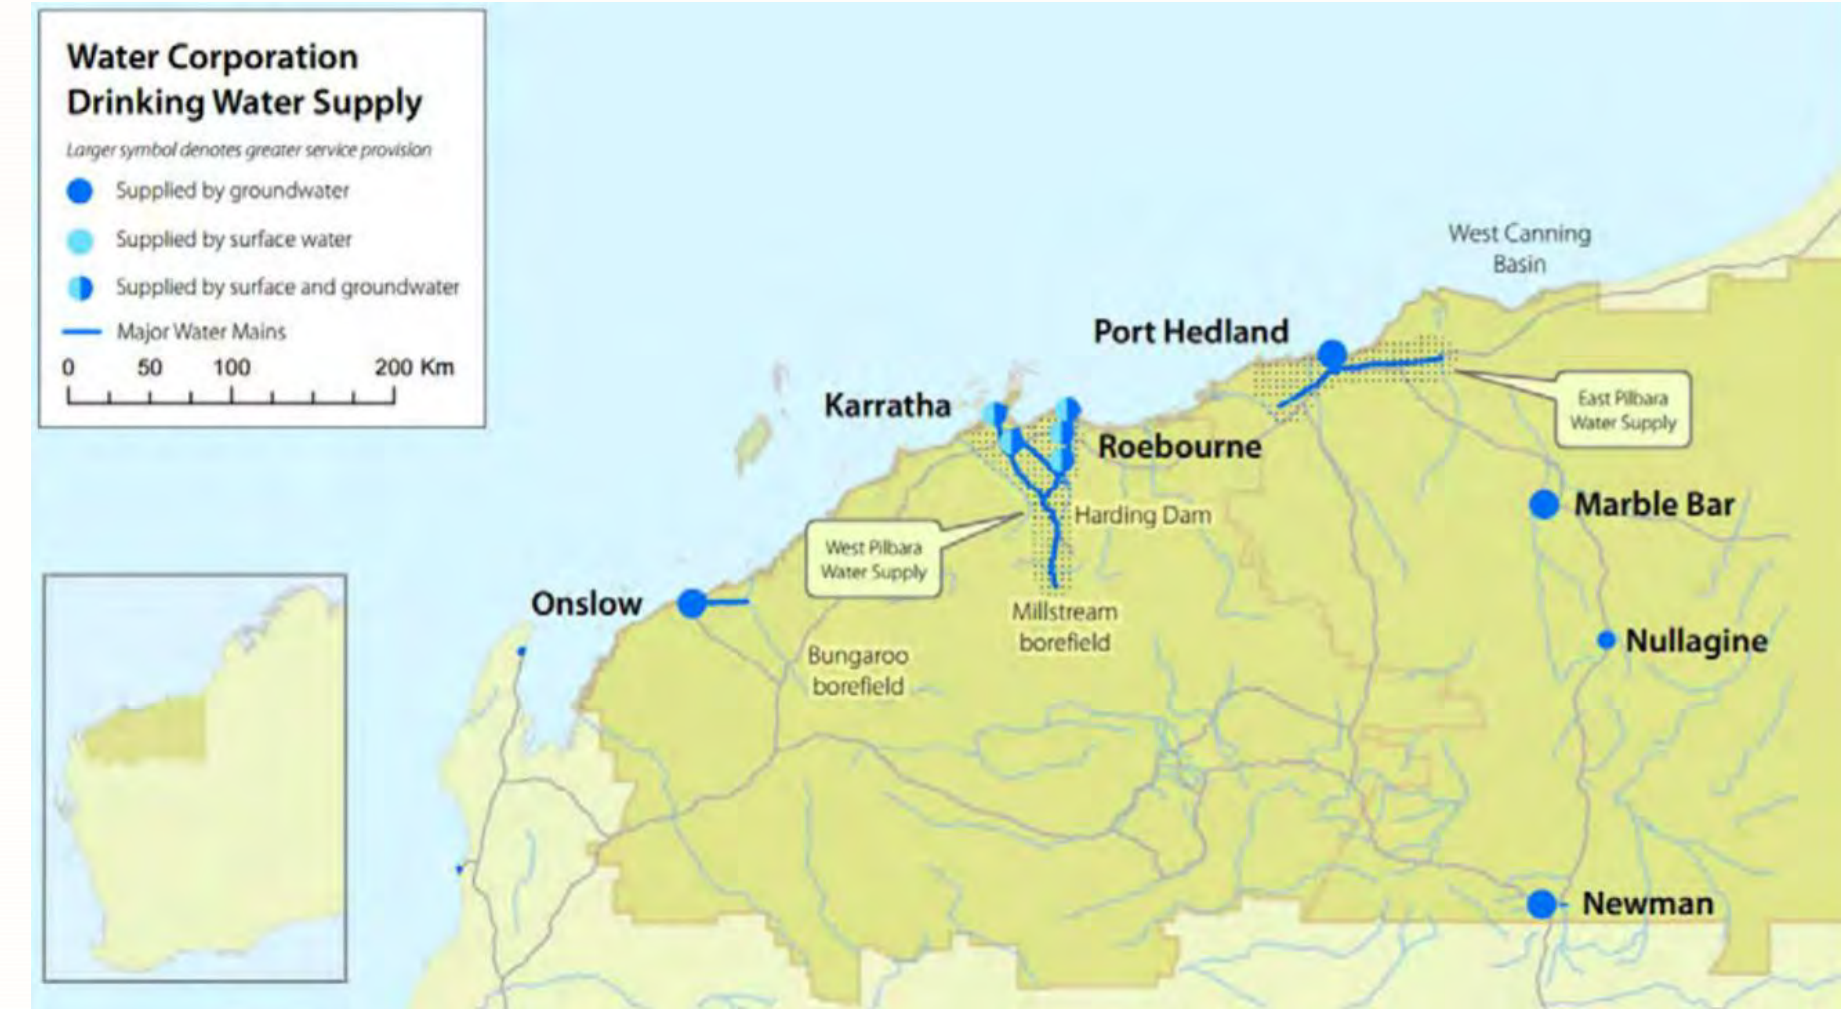 Water Corporation
Drinking Water Supply
Larger symbol denotes greater service provision
Supplied by groundwater
Supplied by surface water
Supplied by surface and groundwater
Major Water Mains
0 50 100 200 Km
West Canning
Basin
Port Hedland
East Pilbara
Water Supply
Karratha
Roebourne
Marble Bar
Harding Dam
West Pilbara
Water Supply
Onslow
Millstream
borefield
Nullagine
Bungaroo
borefield
Newman